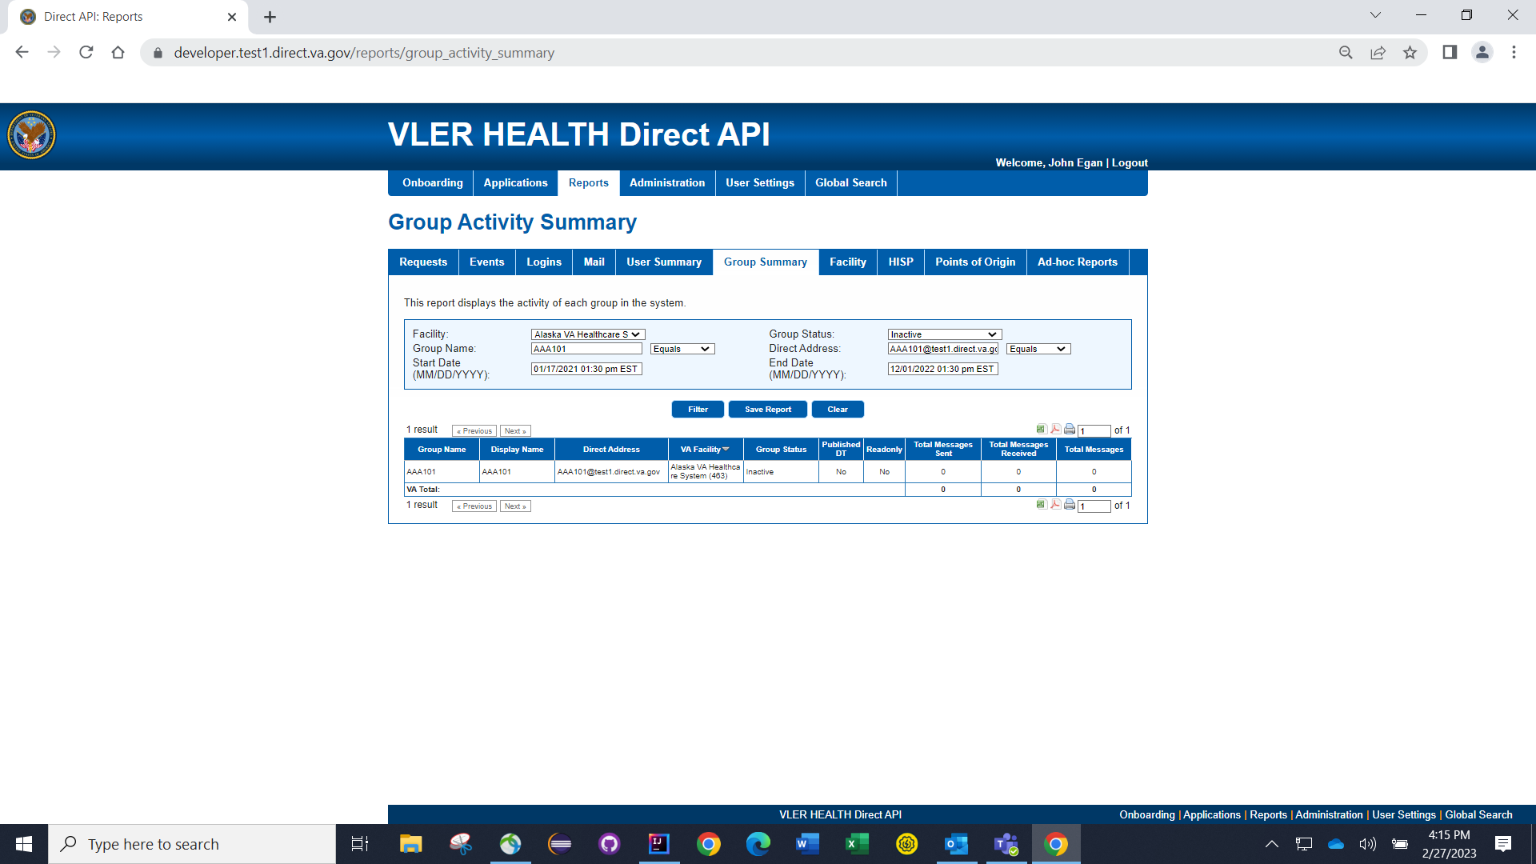 Direct API: Reports
developer.test1.direct.va.gov/reports/group_activity_summary
VLER HEALTH Direct API
Welcome, John Egan | Logout
Onboarding Applications Reports Administration User Settings Global Search
Group Activity Summary
Requests Events Logins Mail User Summary Group Summary Facility HISP Points of Origin Ad-hoc Reports
This report displays the activity of each group in the system.
Facility: Alaska VA Healthcare S Group Status: Inactive
Group Name: AAA101 Equals Direct Address: AAA101@test1.direct.va.go Equals
Start Date (MM/DD/YYYY): 01/17/2021 01:30 pm EST End Date (MM/DD/YYYY): 12/01/2022 01:30 pm EST
Filter Save Report Clear
1 result « Previous Next » 1 of 1
Group Name Display Name Direct Address VA Facility Group Status Published DT Readonly Total Messages Sent Total Messages Received Total Messages
AAA101 AAA101 AAA101@test1.direct.va.gov Alaska VA Healthca re System (463) Inactive No No 0 0 0
VA Total: 0 0 0
1 result « Previous Next » 1 of 1
VLER HEALTH Direct API Onboarding | Applications | Reports | Administration | User Settings | Global Search
Type here to search
4:15 PM
2/27/2023